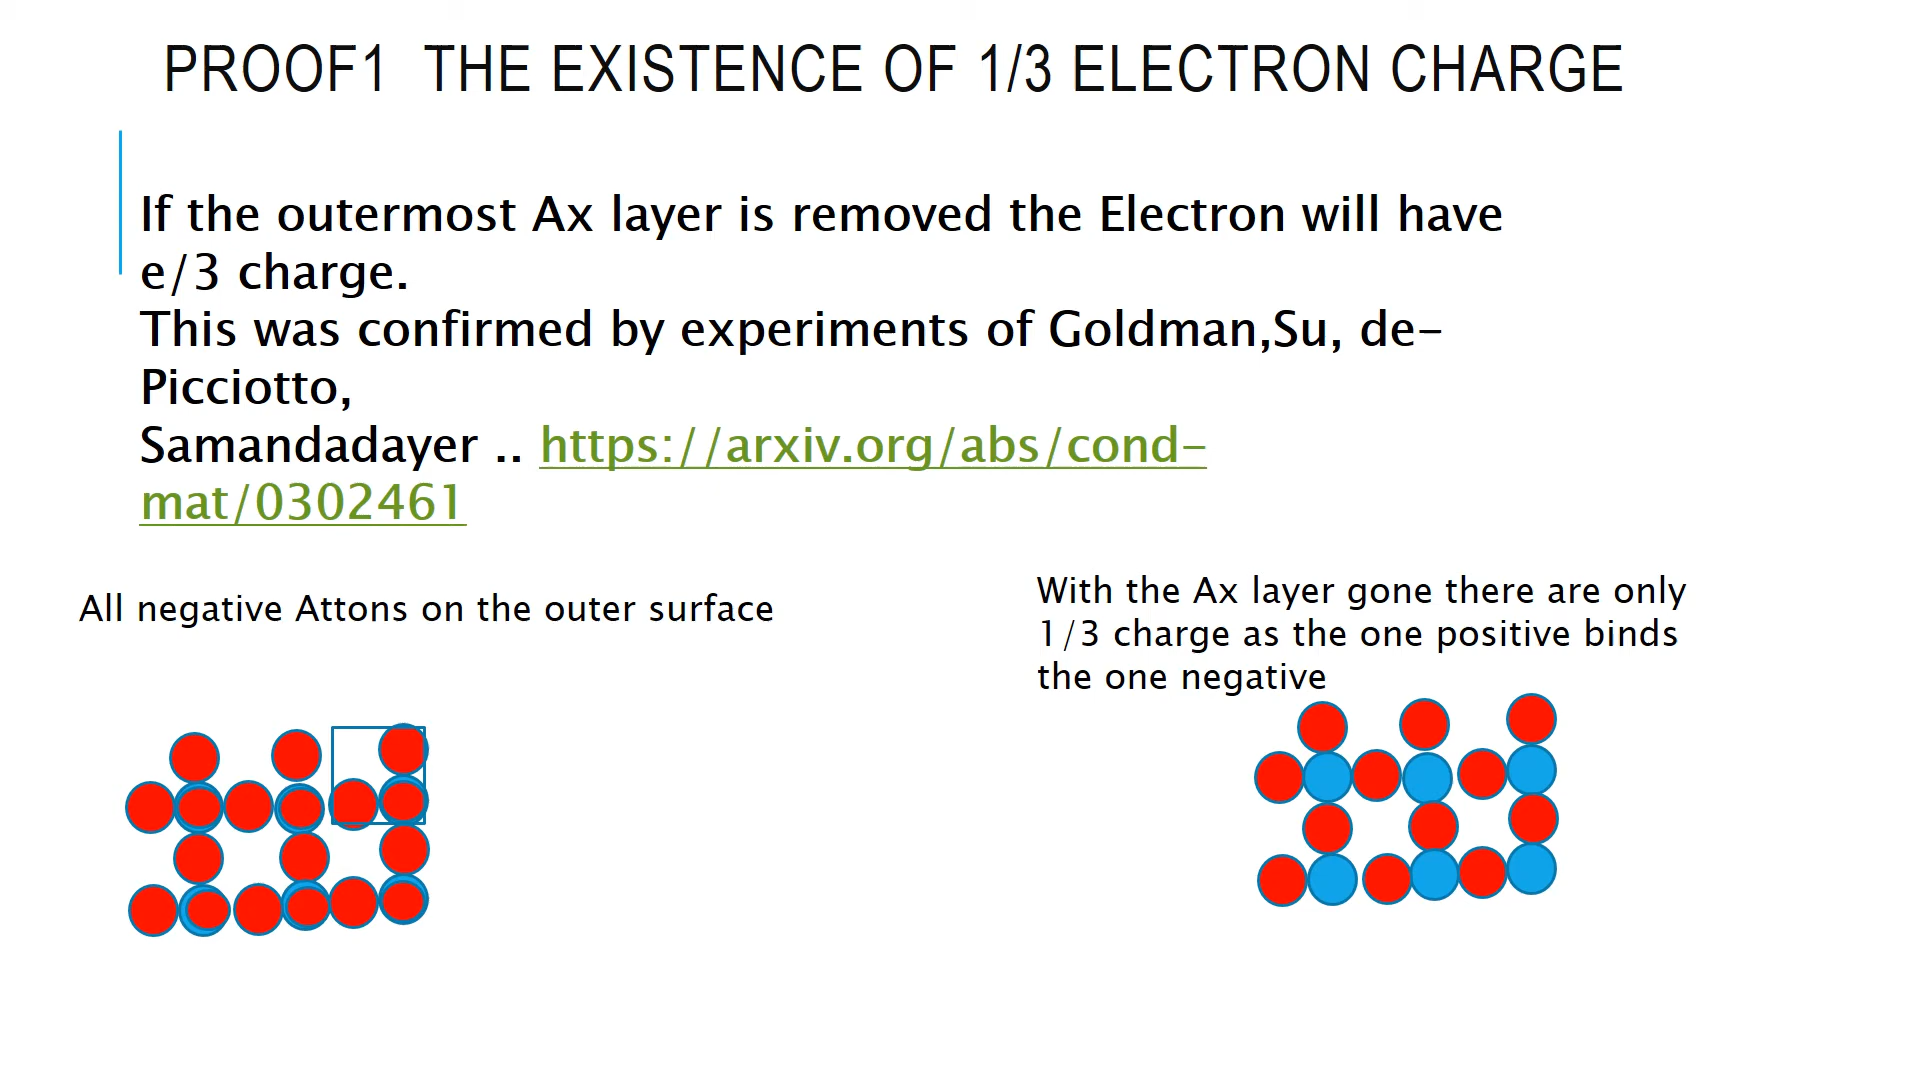 PROOF1 THE EXISTENCE OF 1/3 ELECTRON CHARGE
If the outermost Ax layer is removed the Electron will have
e/3 charge.
This was confirmed by experiments of Goldman,Su, de-
Picciotto,
Samandadayer .. https://arxiv.org/abs/cond-
mat/0302461
All negative Attons on the outer surface
With the Ax layer gone there are only
1/3 charge as the one positive binds
the one negative